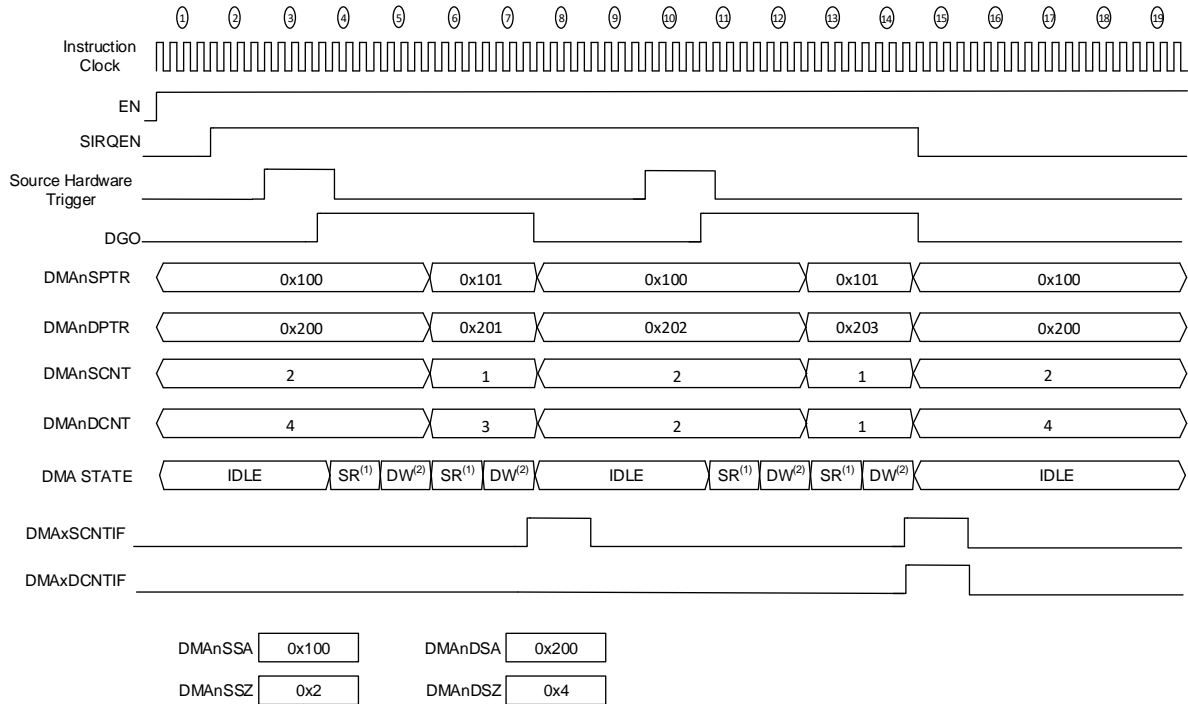 1 2 3 4 5 6 7 8 9 10 11 12 13 14 15 16 17 18 19
Instruction
Clock
EN
SIRQEN
Source Hardware
Trigger
DGO
DMAnSPTR 0x100 0x101 0x100 0x101 0x100
DMAnDPTR 0x200 0x201 0x202 0x203 0x200
DMAnSCNT 2 1 2 1 2
DMAnDCNT 4 3 2 1 4
DMA STATE IDLE SR(1) DW(2) SR(1) DW(2) IDLE SR(1) DW(2) SR(1) DW(2) IDLE
DMAxSCNTIF
DMAxDCNTIF
DMAnSSA 0x100 DMAnDSA 0x200
DMAnSSZ 0x2 DMAnDSZ 0x4